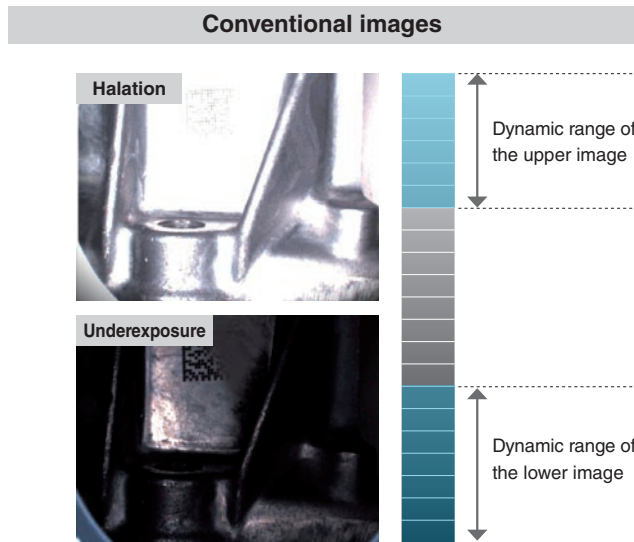 Conventional images
Halation
Dynamic range of
the upper image
Underexposure
Dynamic range of
the lower image